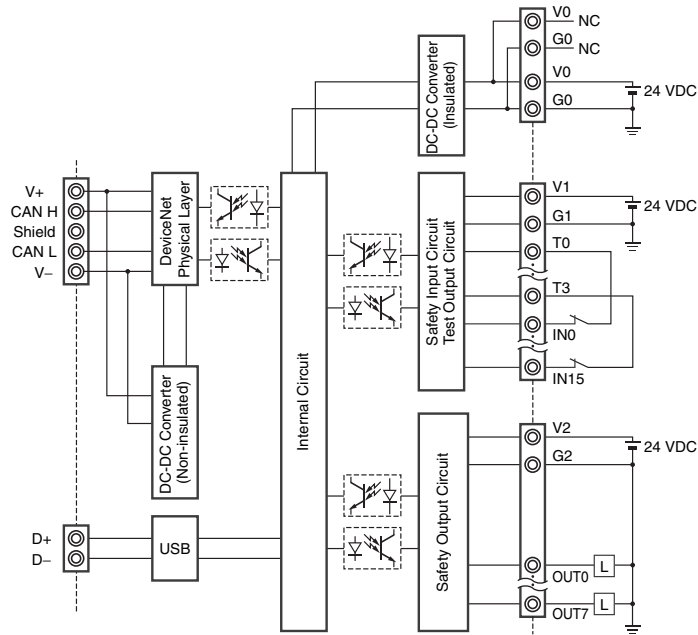 V0
NC
G0
NC
V0
24 VDC
G0
DC-DC Converter
(Insulated)
V+
CAN H
Shield
CAN L
V–
DeviceNet
Physical Layer
DC-DC Converter
(Non-insulated)
D+
D–
USB
Internal Circuit
Safety Input Circuit
Test Output Circuit
V1
24 VDC
G1
T0
T3
IN0
IN15
Safety Output Circuit
V2
24 VDC
G2
OUT0
L
OUT7
L